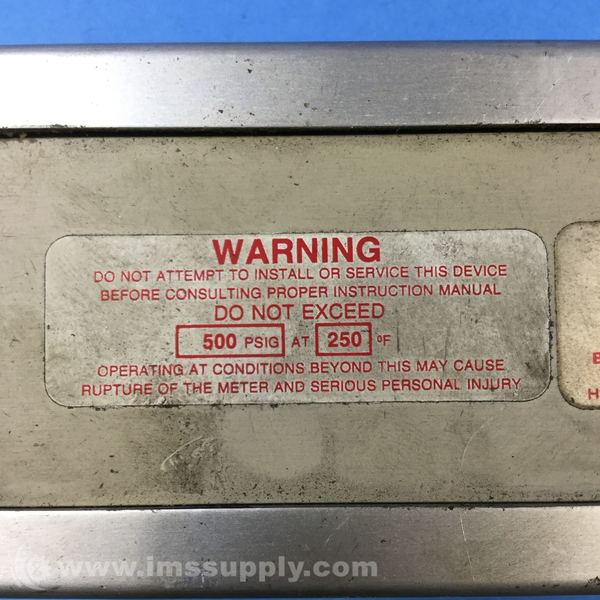 WARNING
DO NOT ATTEMPT TO INSTALL OR SERVICE THIS DEVICE
BEFORE CONSULTING PROPER INSTRUCTION MANUAL
DO NOT EXCEED
500 PSIG AT 250 ºF
OPERATING AT CONDITIONS BEYOND THIS MAY CAUSE
RUPTURE OF THE METER AND SERIOUS PERSONAL INJURY
www.imssupply.com